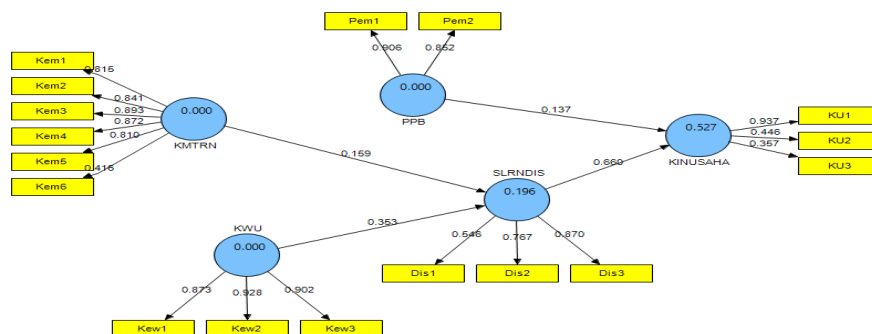 Pem1
Pem2
0.906
0.852
0.000
PPB
Kem1
Kem2
Kem3
Kem4
Kem5
Kem6
0.815
0.841
0.893
0.872
0.810
0.416
0.000
KMTRN
0.137
0.527
KINUSAHA
0.937
0.446
0.357
KU1
KU2
KU3
0.159
0.660
SLRNDIS
0.196
KWU
0.000
0.353
0.548
0.767
0.870
Dis1
Dis2
Dis3
0.873
0.928
0.902
Kew1
Kew2
Kew3